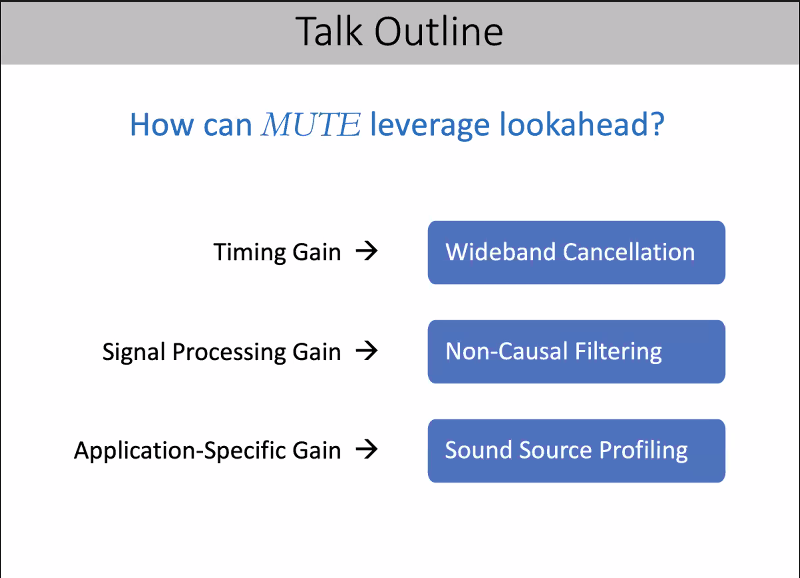 Talk Outline
How can MUTE leverage lookahead?
Timing Gain → Wideband Cancellation
Signal Processing Gain → Non-Causal Filtering
Application-Specific Gain → Sound Source Profiling